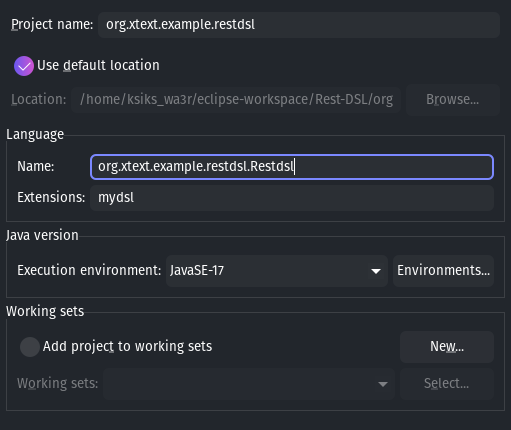 Project name: org.xtext.example.restdsl
Use default location
Location: /home/ksiks_wa3r/eclipse-workspace/Rest-DSL/org Browse...
Language
Name: org.xtext.example.restdsl.Restdsl
Extensions: mydsl
Java version
Execution environment: JavaSE-17 Environments...
Working sets
Add project to working sets New...
Working sets: Select...